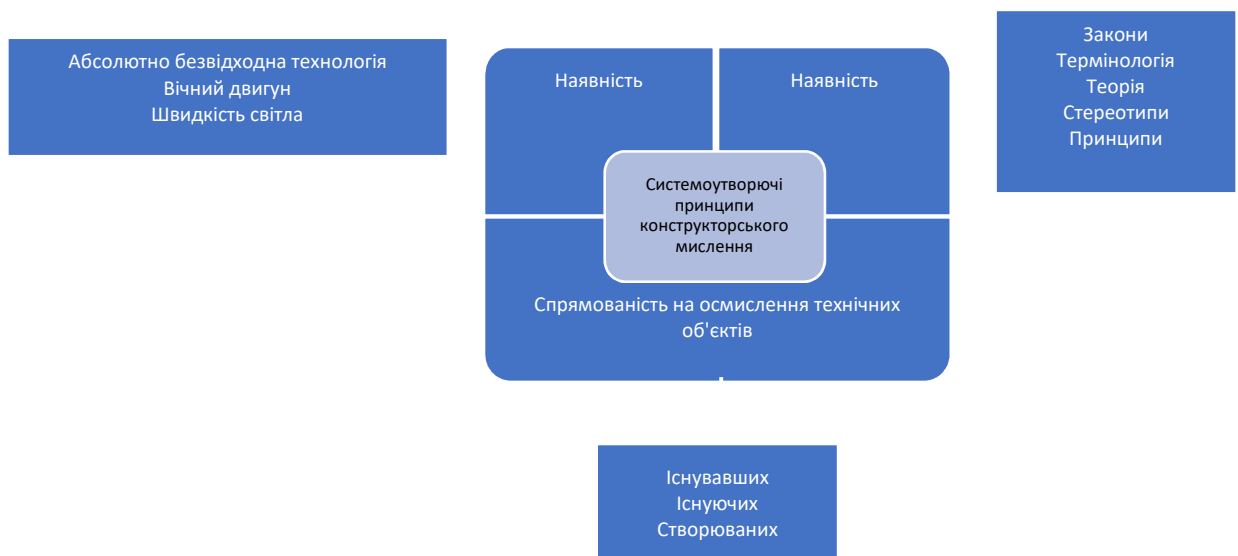 Абсолютно безвідходна технологія
Вічний двигун
Швидкість світла
Наявність
Наявність
Закони
Термінологія
Теорія
Стереотипи
Принципи
Системоутворючі
принципи
конструкторського
мислення
Спрямованість на осмислення технічних
об'єктів
Існувавших
Існуючих
Створюваних